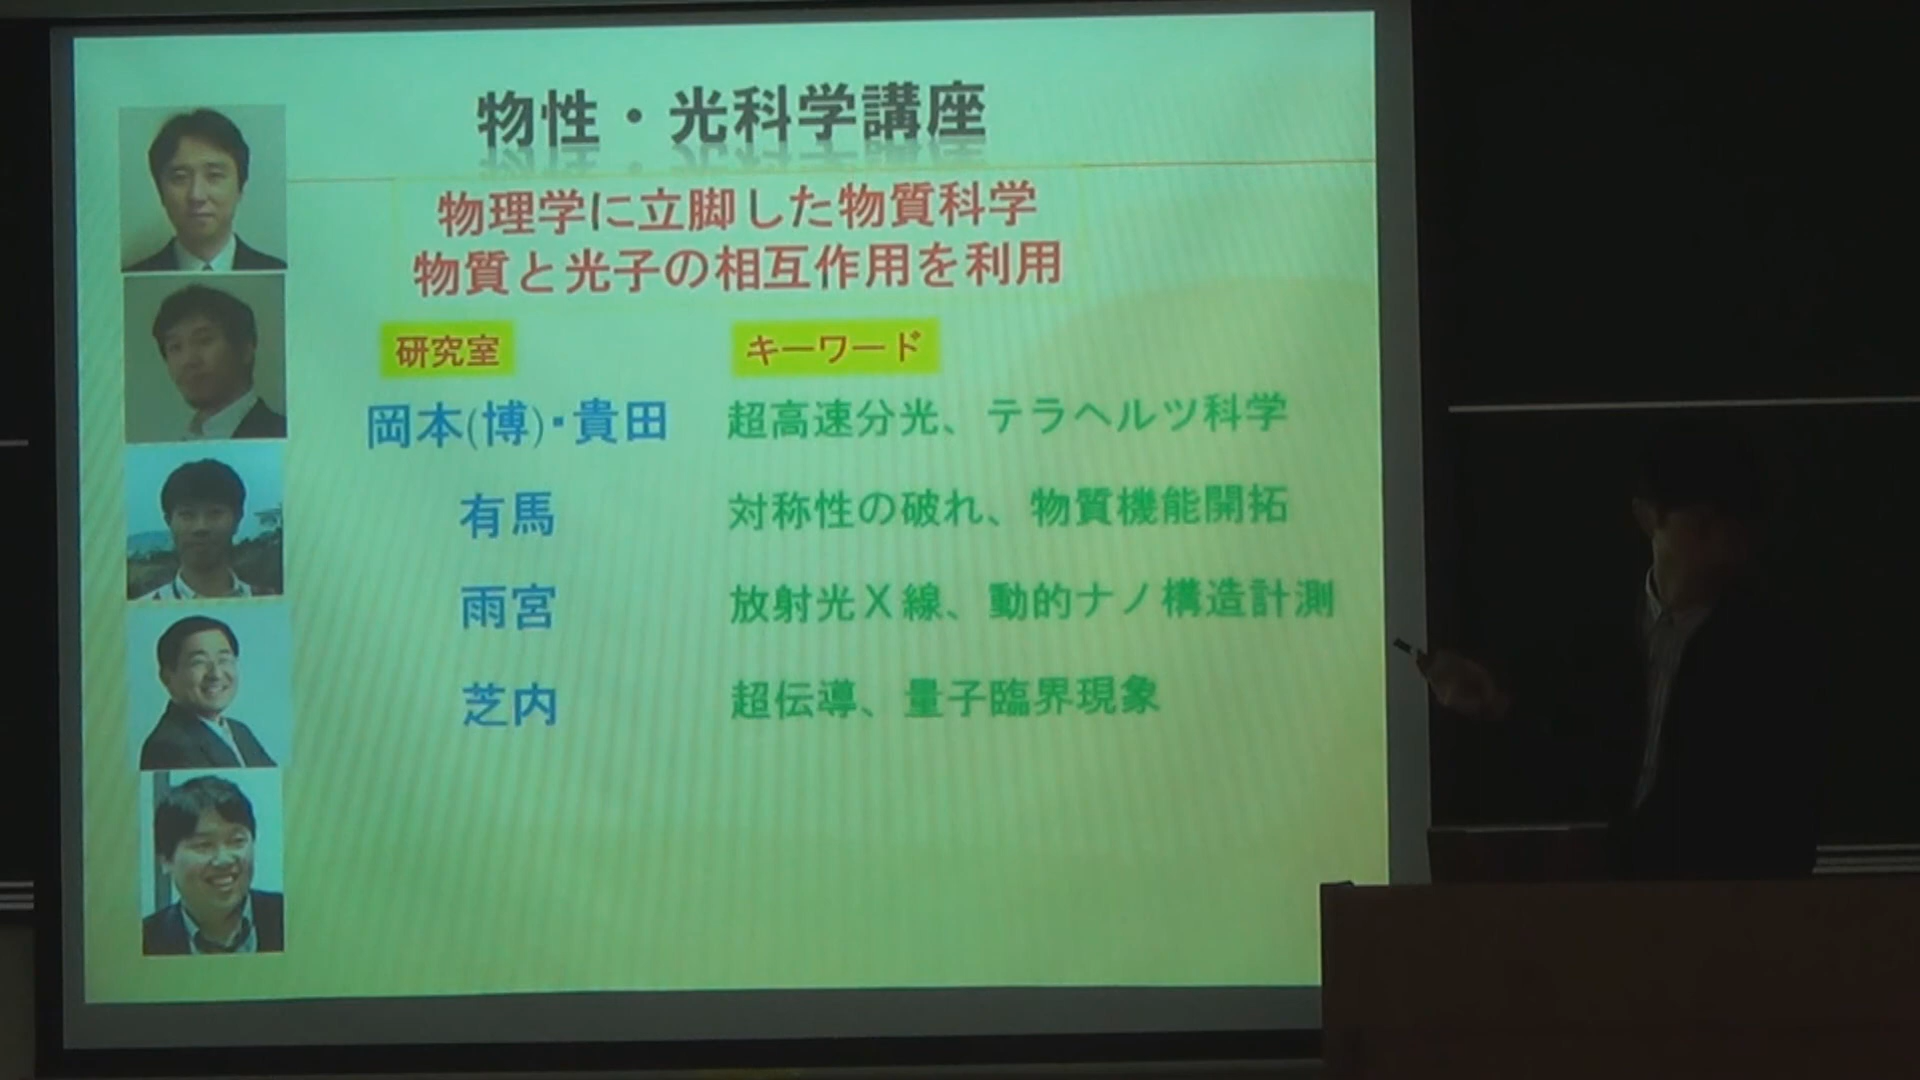 物性・光科学講座
物理学に立脚した物質科学
物質と光子の相互作用を利用
研究室 キーワード
岡本(博)・貴田 超高速分光、テラヘルツ科学
有馬 対称性の破れ、物質機能開拓
雨宮 放射光X線、動的ナノ構造計測
芝内 超伝導、量子臨界現象